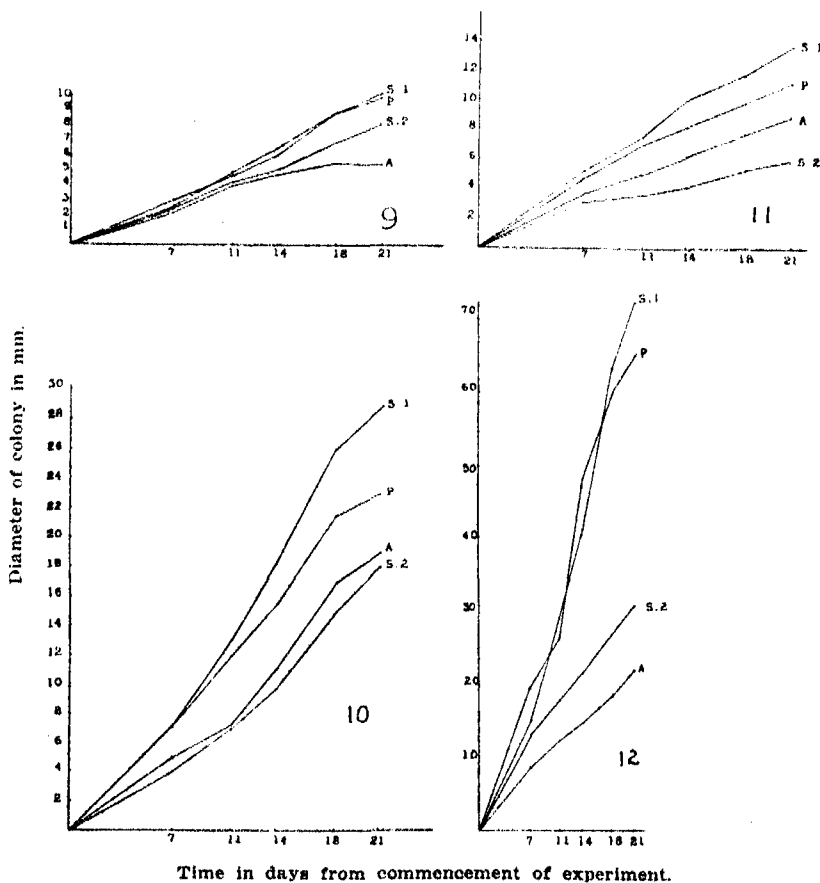 10
9
8
7
6
5
4
3
2
1
S 1
P
S.2
A
9
7 11 14 18 21
14
12
10
8
6
4
2
S 1
P
A
S 2
11
7 11 14 18 21
Diameter of colony in mm.
30
28
26
24
22
20
18
16
14
12
10
8
6
4
2
S 1
P
A
S.2
10
7 11 14 18 21
70
60
50
40
30
20
10
S.1
P
S.2
A
12
7 11 14 18 21
Time in days from commencement of experiment.